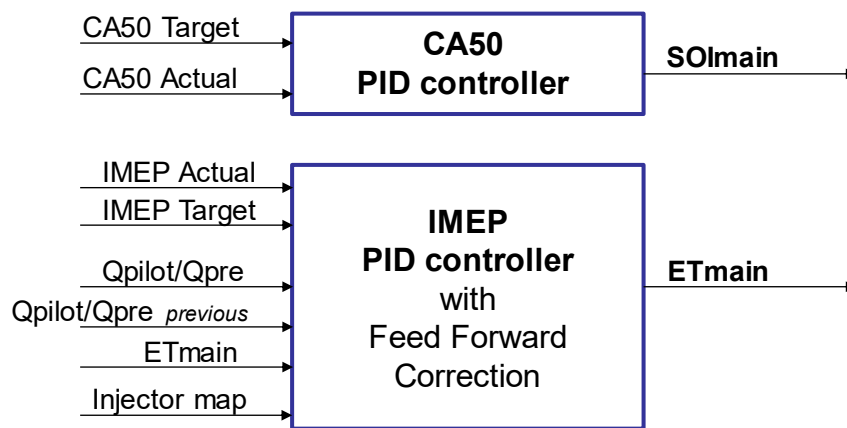 CA50 Target
CA50 Actual
CA50
PID controller
SOImain
IMEP Actual
IMEP Target
Qpilot/Qpre
Qpilot/Qpre previous
ETmain
Injector map
IMEP
PID controller
with
Feed Forward
Correction
ETmain